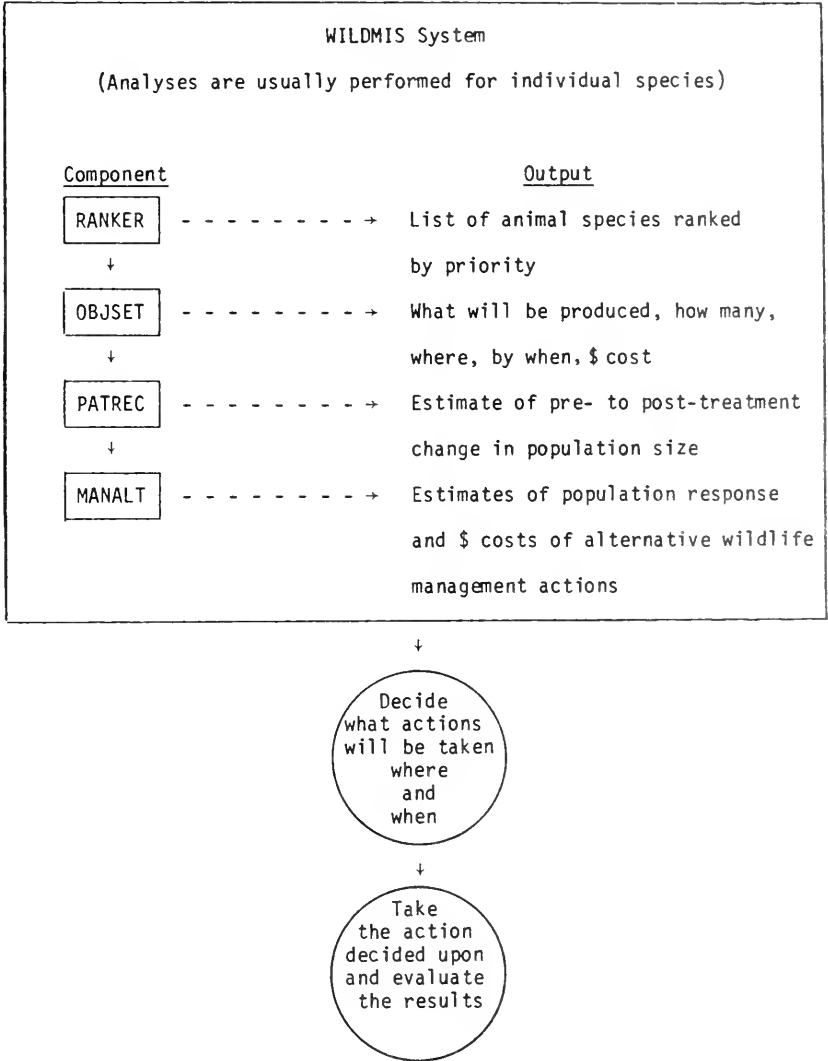 WILDMIS System
(Analyses are usually performed for individual species)
Component Output
RANKER - - - - - - - - - → List of animal species ranked
↓ by priority
OBJSET - - - - - - - - - → What will be produced, how many,
↓ where, by when, $ cost
PATREC - - - - - - - - - → Estimate of pre- to post-treatment
↓ change in population size
MANALT - - - - - - - - - → Estimates of population response
and $ costs of alternative wildlife
management actions
↓
Decide
what actions
will be taken
where
and
when
↓
Take
the action
decided upon
and evaluate
the results